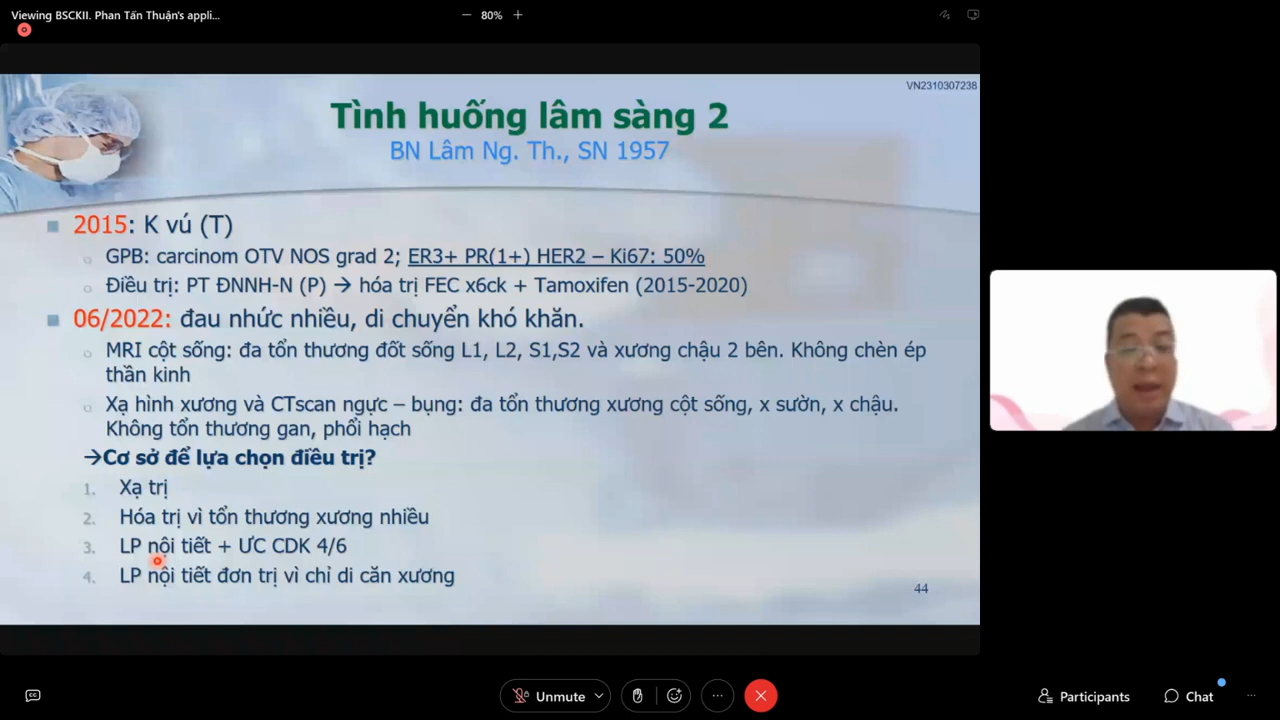 Viewing BSCKII. Phan Tấn Thuận's appli...
80%
VN2310307238
Tình huống lâm sàng 2
BN Lâm Ng. Th., SN 1957
2015: K vú (T)
GPB: carcinom OTV NOS grad 2; ER3+ PR(1+) HER2 – Ki67: 50%
Điều trị: PT ĐNNH-N (P) → hóa trị FEC x6ck + Tamoxifen (2015-2020)
06/2022: đau nhức nhiều, di chuyển khó khăn.
MRI cột sống: đa tổn thương đốt sống L1, L2, S1,S2 và xương chậu 2 bên. Không chèn ép
thần kinh
Xạ hình xương và CTscan ngực – bụng: đa tổn thương xương cột sống, x sườn, x chậu.
Không tổn thương gan, phổi hạch
→Cơ sở để lựa chọn điều trị?
1. Xạ trị
2. Hóa trị vì tổn thương xương nhiều
3. LP nội tiết + ƯC CDK 4/6
4. LP nội tiết đơn trị vì chỉ di căn xương
44
CC
Unmute
Participants
Chat